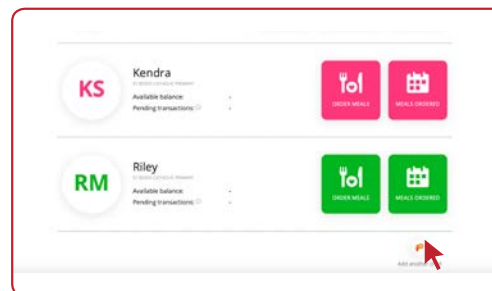 KS
Kendra
Available balance: -
Pending transactions: -
ORDER MEALS
MEALS ORDERED
RM
Riley
Available balance: -
Pending transactions: -
ORDER MEALS
MEALS ORDERED
Add another